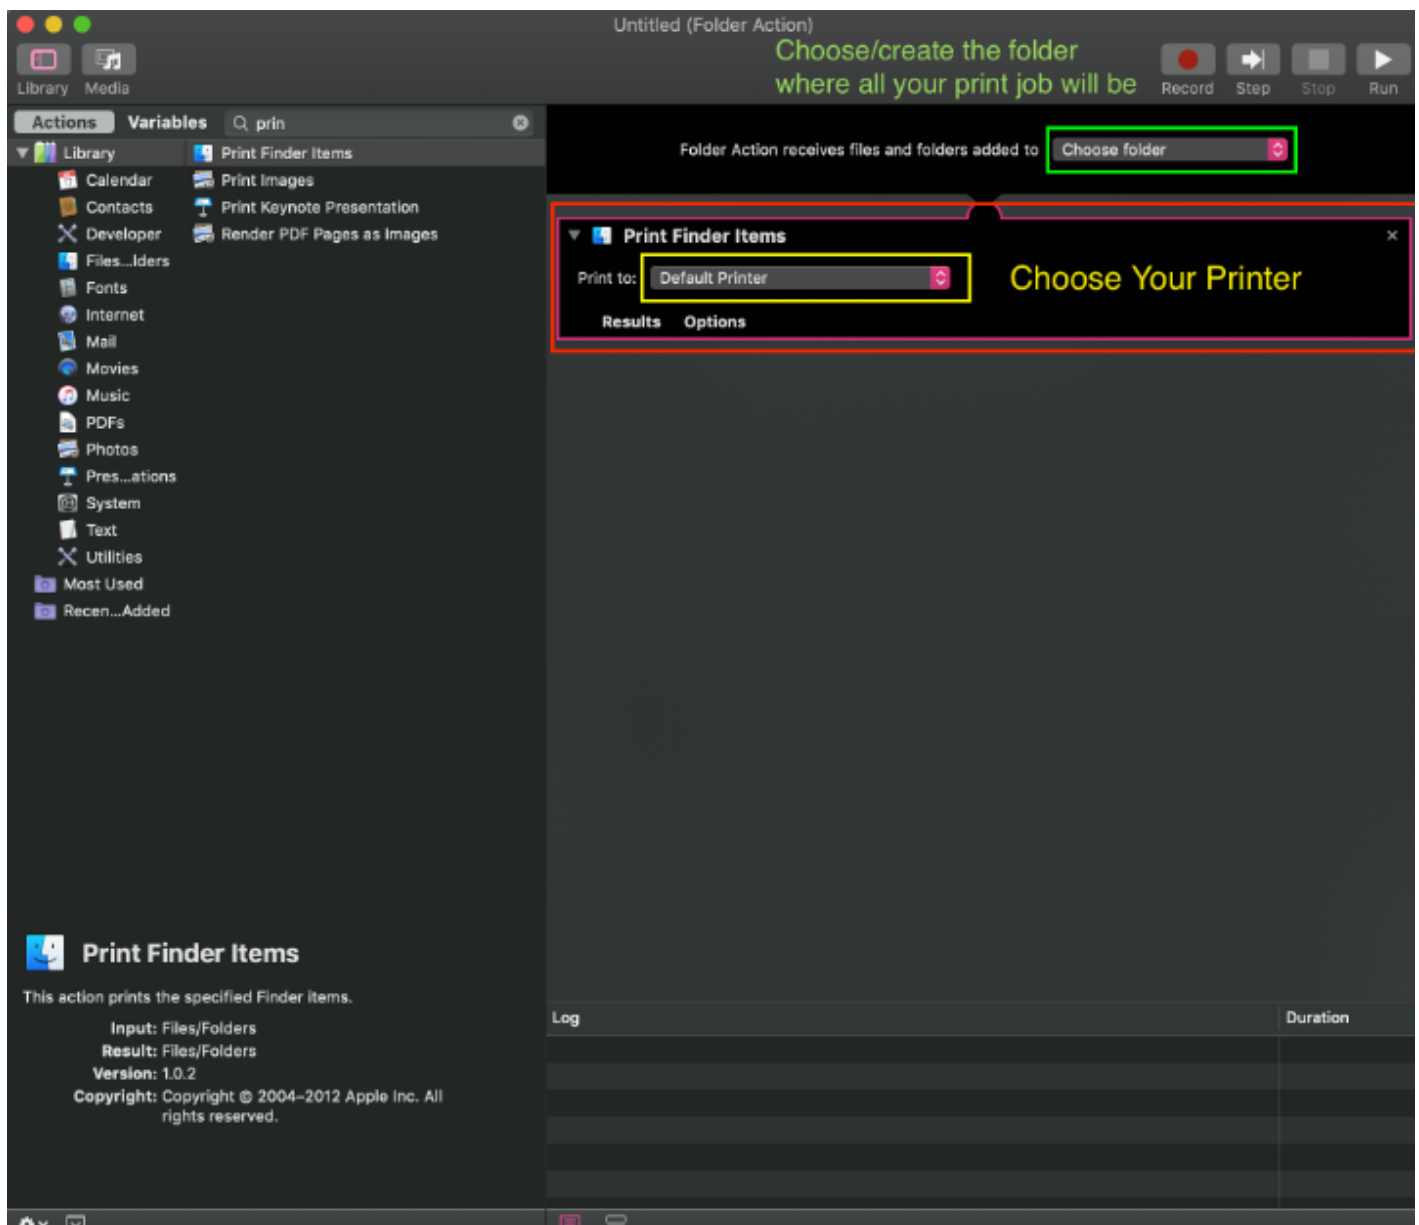 Untitled (Folder Action)
Choose/create the folder
where all your print job will be
Library Media
Record Step Stop Run
Actions Variables prin
Library
Calendar
Contacts
Developer
Files...lders
Fonts
Internet
Mail
Movies
Music
PDFs
Photos
Pres...ations
System
Text
Utilities
Most Used
Recen...Added
Print Finder Items
Print Images
Print Keynote Presentation
Render PDF Pages as Images
Folder Action receives files and folders added to Choose folder
Print Finder Items
Print to: Default Printer
Choose Your Printer
Results Options
Print Finder Items
This action prints the specified Finder items.
Input: Files/Folders
Result: Files/Folders
Version: 1.0.2
Copyright: Copyright © 2004–2012 Apple Inc. All
rights reserved.
Log Duration